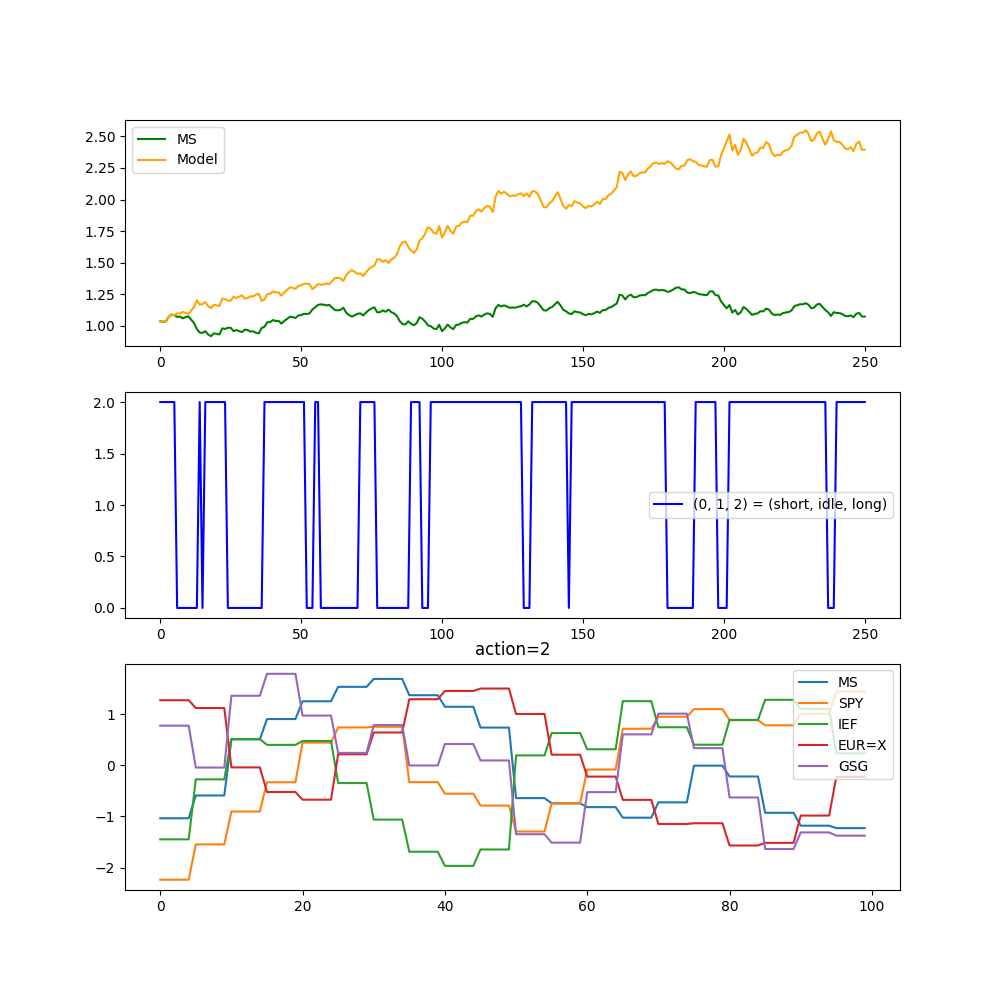 2.50
2.25
2.00
1.75
1.50
1.25
1.00
MS
Model
0 50 100 150 200 250
2.0
1.5
1.0
0.5
0.0
(0, 1, 2) = (short, idle, long)
0 50 100 150 200 250
action=2
1
0
−1
−2
MS
SPY
IEF
EUR=X
GSG
0 20 40 60 80 100